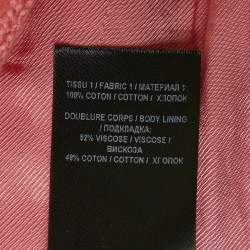 TISSU 1 / FABRIC 1 / МАТЕРИАЛ 1
100% COTON / COTTON / ХЛОПОК
DOUBLURE CORPS / BODY LINING
/ ПОДКЛАДКА:
52% VISCOSE / VISCOSE /
ВИСКОЗА
48% COTON / COTTON / ХЛОПОК